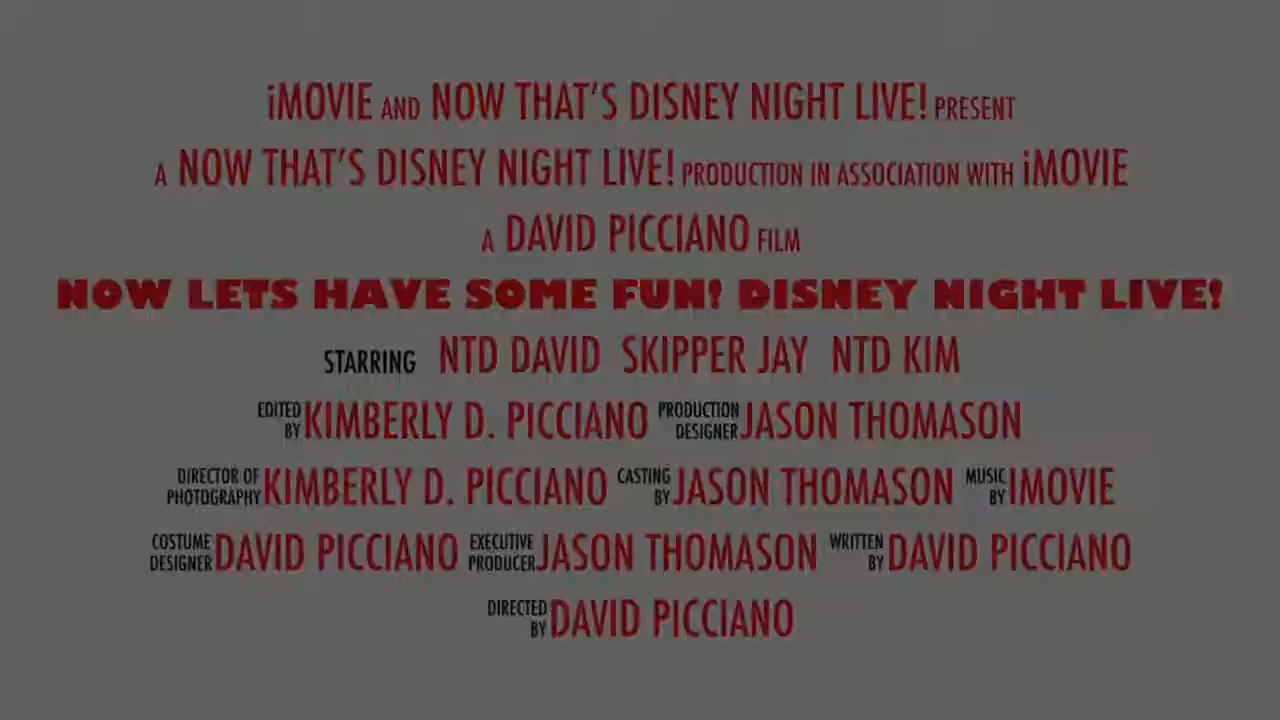 iMOVIE AND NOW THAT'S DISNEY NIGHT LIVE! PRESENT
A NOW THAT'S DISNEY NIGHT LIVE! PRODUCTION IN ASSOCIATION WITH iMOVIE
A DAVID PICCIANO FILM
NOW LETS HAVE SOME FUN! DISNEY NIGHT LIVE!
STARRING NTD DAVID SKIPPER JAY NTD KIM
EDITED BY KIMBERLY D. PICCIANO PRODUCTION DESIGNER JASON THOMASON
DIRECTOR OF PHOTOGRAPHY KIMBERLY D. PICCIANO CASTING BY JASON THOMASON MUSIC BY IMOVIE
COSTUME DESIGNER DAVID PICCIANO EXECUTIVE PRODUCER JASON THOMASON WRITTEN BY DAVID PICCIANO
DIRECTED BY DAVID PICCIANO